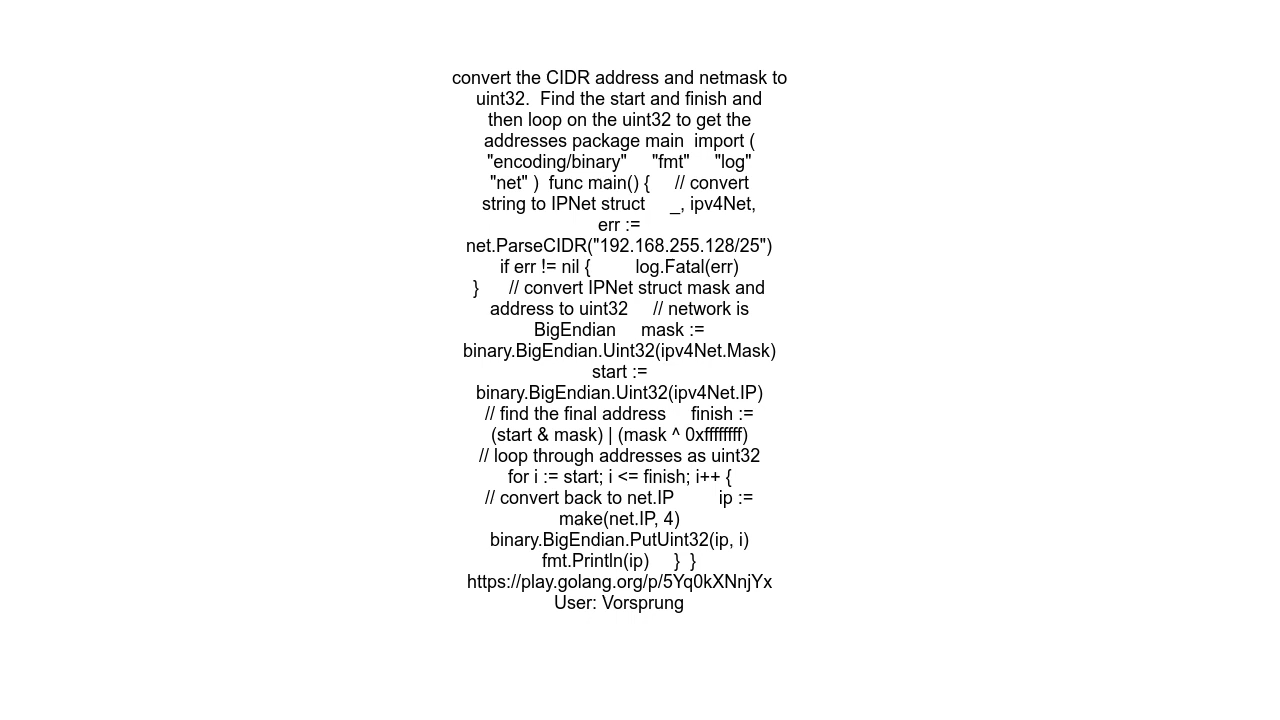 convert the CIDR address and netmask to
uint32.  Find the start and finish and
then loop on the uint32 to get the
addresses package main  import (
"encoding/binary"     "fmt"     "log"
"net" )  func main() {     // convert
string to IPNet struct     _, ipv4Net,
err :=
net.ParseCIDR("192.168.255.128/25")
if err != nil {         log.Fatal(err)
}      // convert IPNet struct mask and
address to uint32     // network is
BigEndian     mask :=
binary.BigEndian.Uint32(ipv4Net.Mask)
start :=
binary.BigEndian.Uint32(ipv4Net.IP)
// find the final address     finish :=
(start & mask) | (mask ^ 0xffffffff)
// loop through addresses as uint32
for i := start; i <= finish; i++ {
// convert back to net.IP         ip :=
make(net.IP, 4)
binary.BigEndian.PutUint32(ip, i)
fmt.Println(ip)     }  }
https://play.golang.org/p/5Yq0kXNnjYx
User: Vorsprung